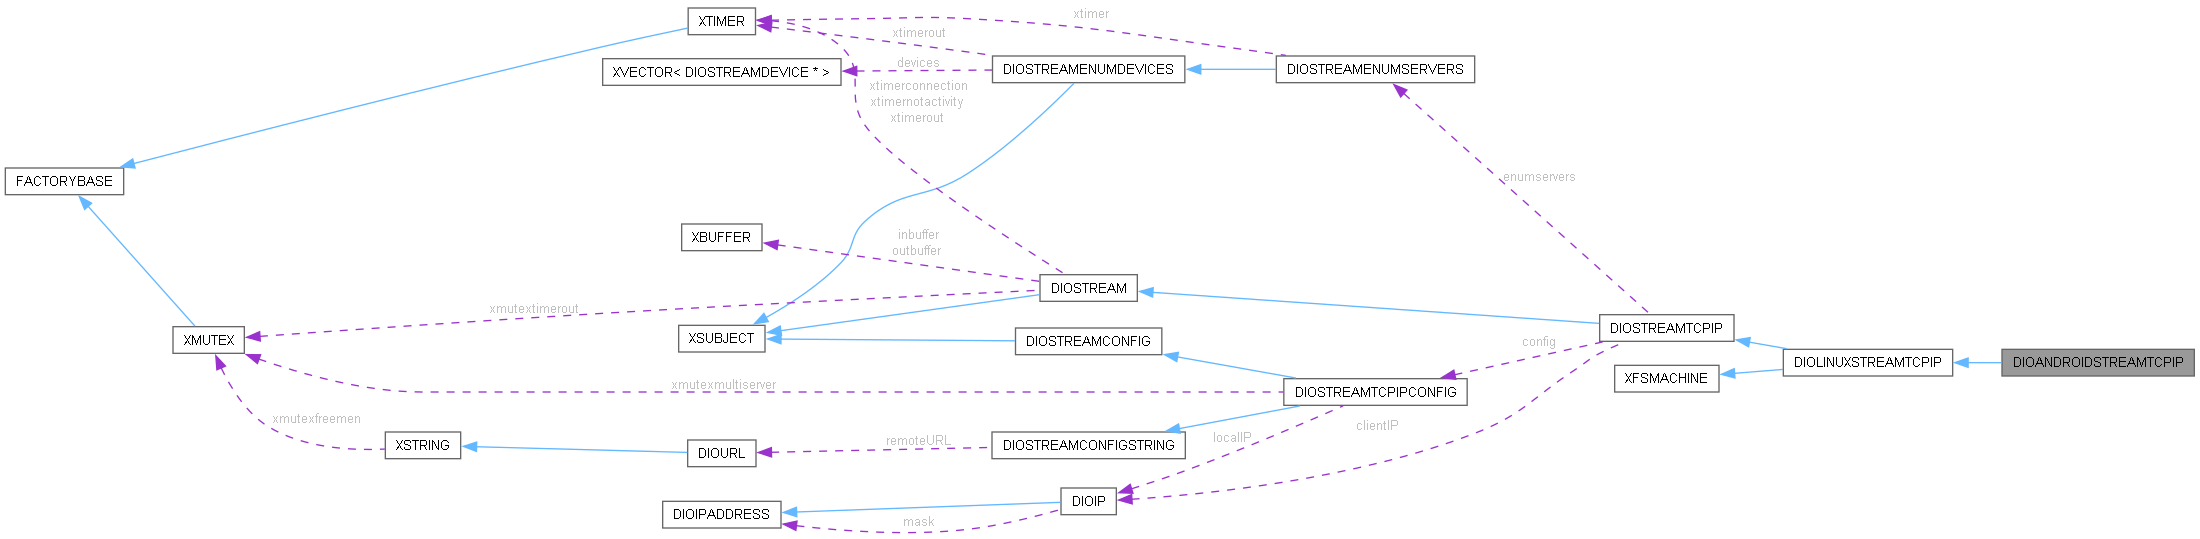 XTIMER
xtimer
xtimerout
XVECTOR< DIOSTREAMDEVICE * >
devices
DIOSTREAMENUMDEVICES
DIOSTREAMENUMSERVERS
xtimerconnection
xtimernotactivity
xtimerout
FACTORYBASE
enumservers
XBUFFER
inbuffer
outbuffer
DIOSTREAM
xmutextimerout
XMUTEX
XSUBJECT
DIOSTREAMCONFIG
DIOSTREAMTCPIP
config
DIOLINUXSTREAMTCPIP
DIOANDROIDSTREAMTCPIP
XFSMACHINE
xmutexmultiserver
DIOSTREAMTCPIPCONFIG
xmutexfreemen
XSTRING
DIOURL
remoteURL
DIOSTREAMCONFIGSTRING
localIP
clientIP
DIOIPADDRESS
mask
DIOIP